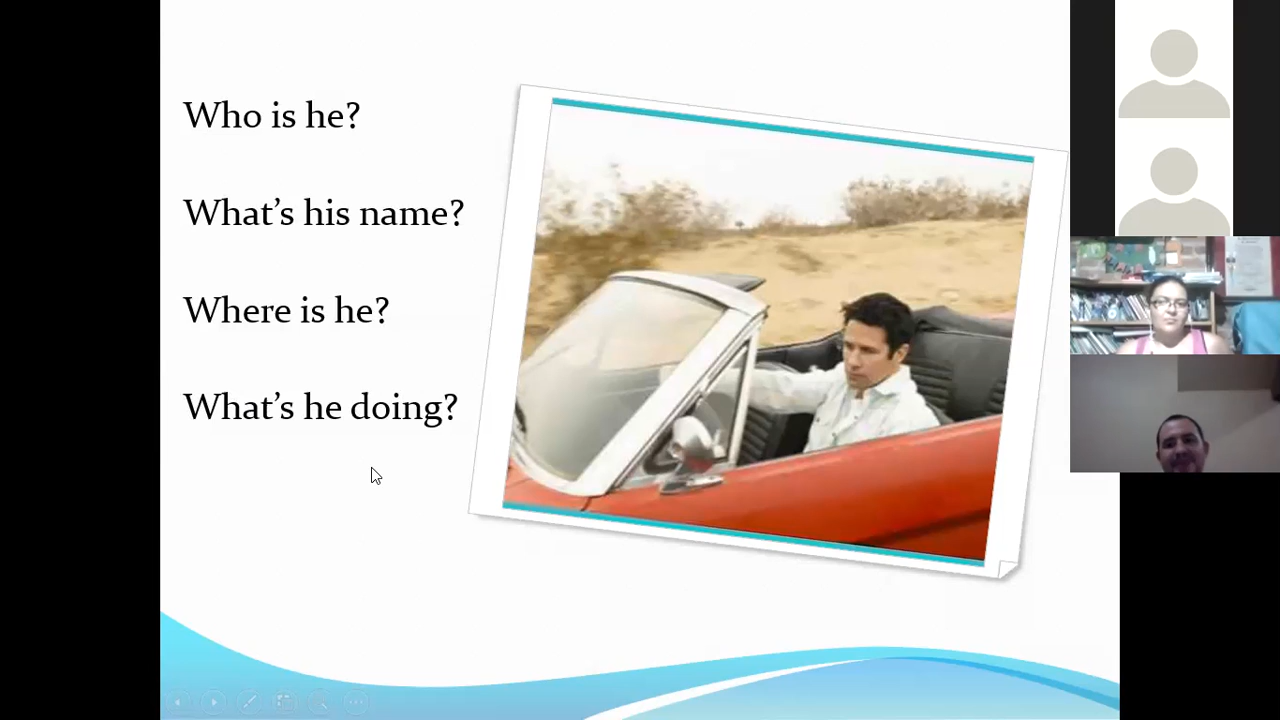 Who is he?
What’s his name?
Where is he?
What’s he doing?